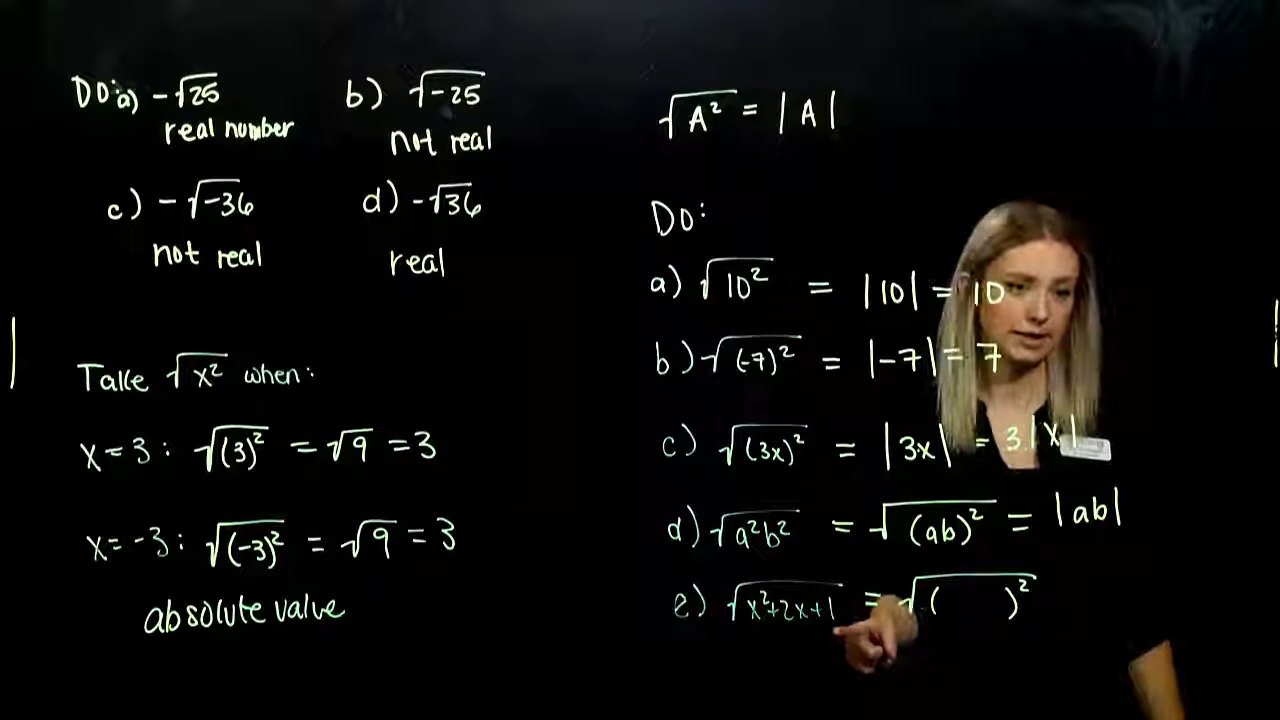 Do: a) -√25 b) √-25
real number not real
c) -√-36 d) -√36
not real real
Take √x² when:
x=3: √(3)² = √9 = 3
x=-3: √(-3)² = √9 = 3
absolute value
√A² = |A|
Do:
a) √10² = |10| = 10
b) √(-7)² = |-7| = 7
c) √(3x)² = |3x| = 3|x|
d) √a²b² = √(ab)² = |ab|
e) √x²+2x+1 = √( )²